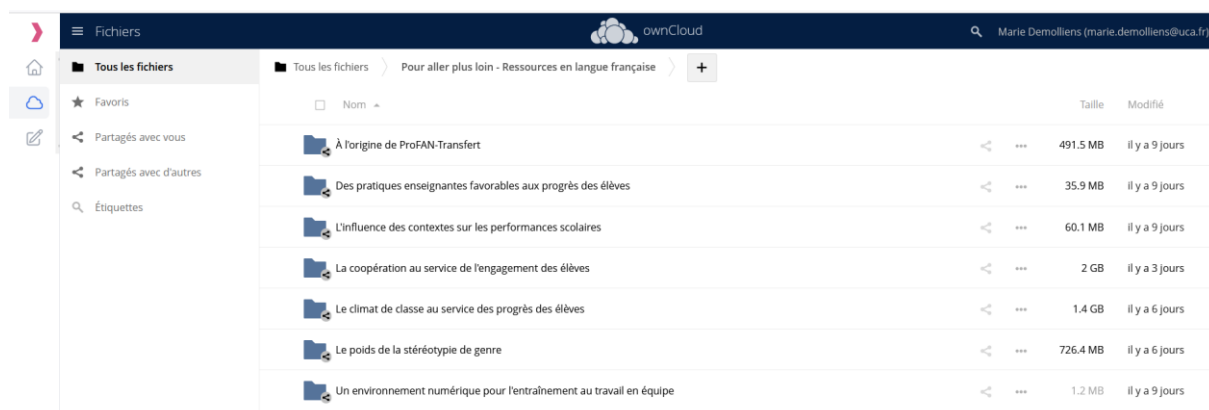 Fichiers
ownCloud
Marie Demolliens (marie.demolliens@uca.fr)
Tous les fichiers
Favoris
Partagés avec vous
Partagés avec d'autres
Étiquettes
Tous les fichiers Pour aller plus loin - Ressources en langue française +
Nom Taille Modifié
À l'origine de ProFAN-Transfert 491.5 MB il y a 9 jours
Des pratiques enseignantes favorables aux progrès des élèves 35.9 MB il y a 9 jours
L'influence des contextes sur les performances scolaires 60.1 MB il y a 9 jours
La coopération au service de l'engagement des élèves 2 GB il y a 3 jours
Le climat de classe au service des progrès des élèves 1.4 GB il y a 6 jours
Le poids de la stéréotypie de genre 726.4 MB il y a 6 jours
Un environnement numérique pour l'entraînement au travail en équipe 1.2 MB il y a 9 jours